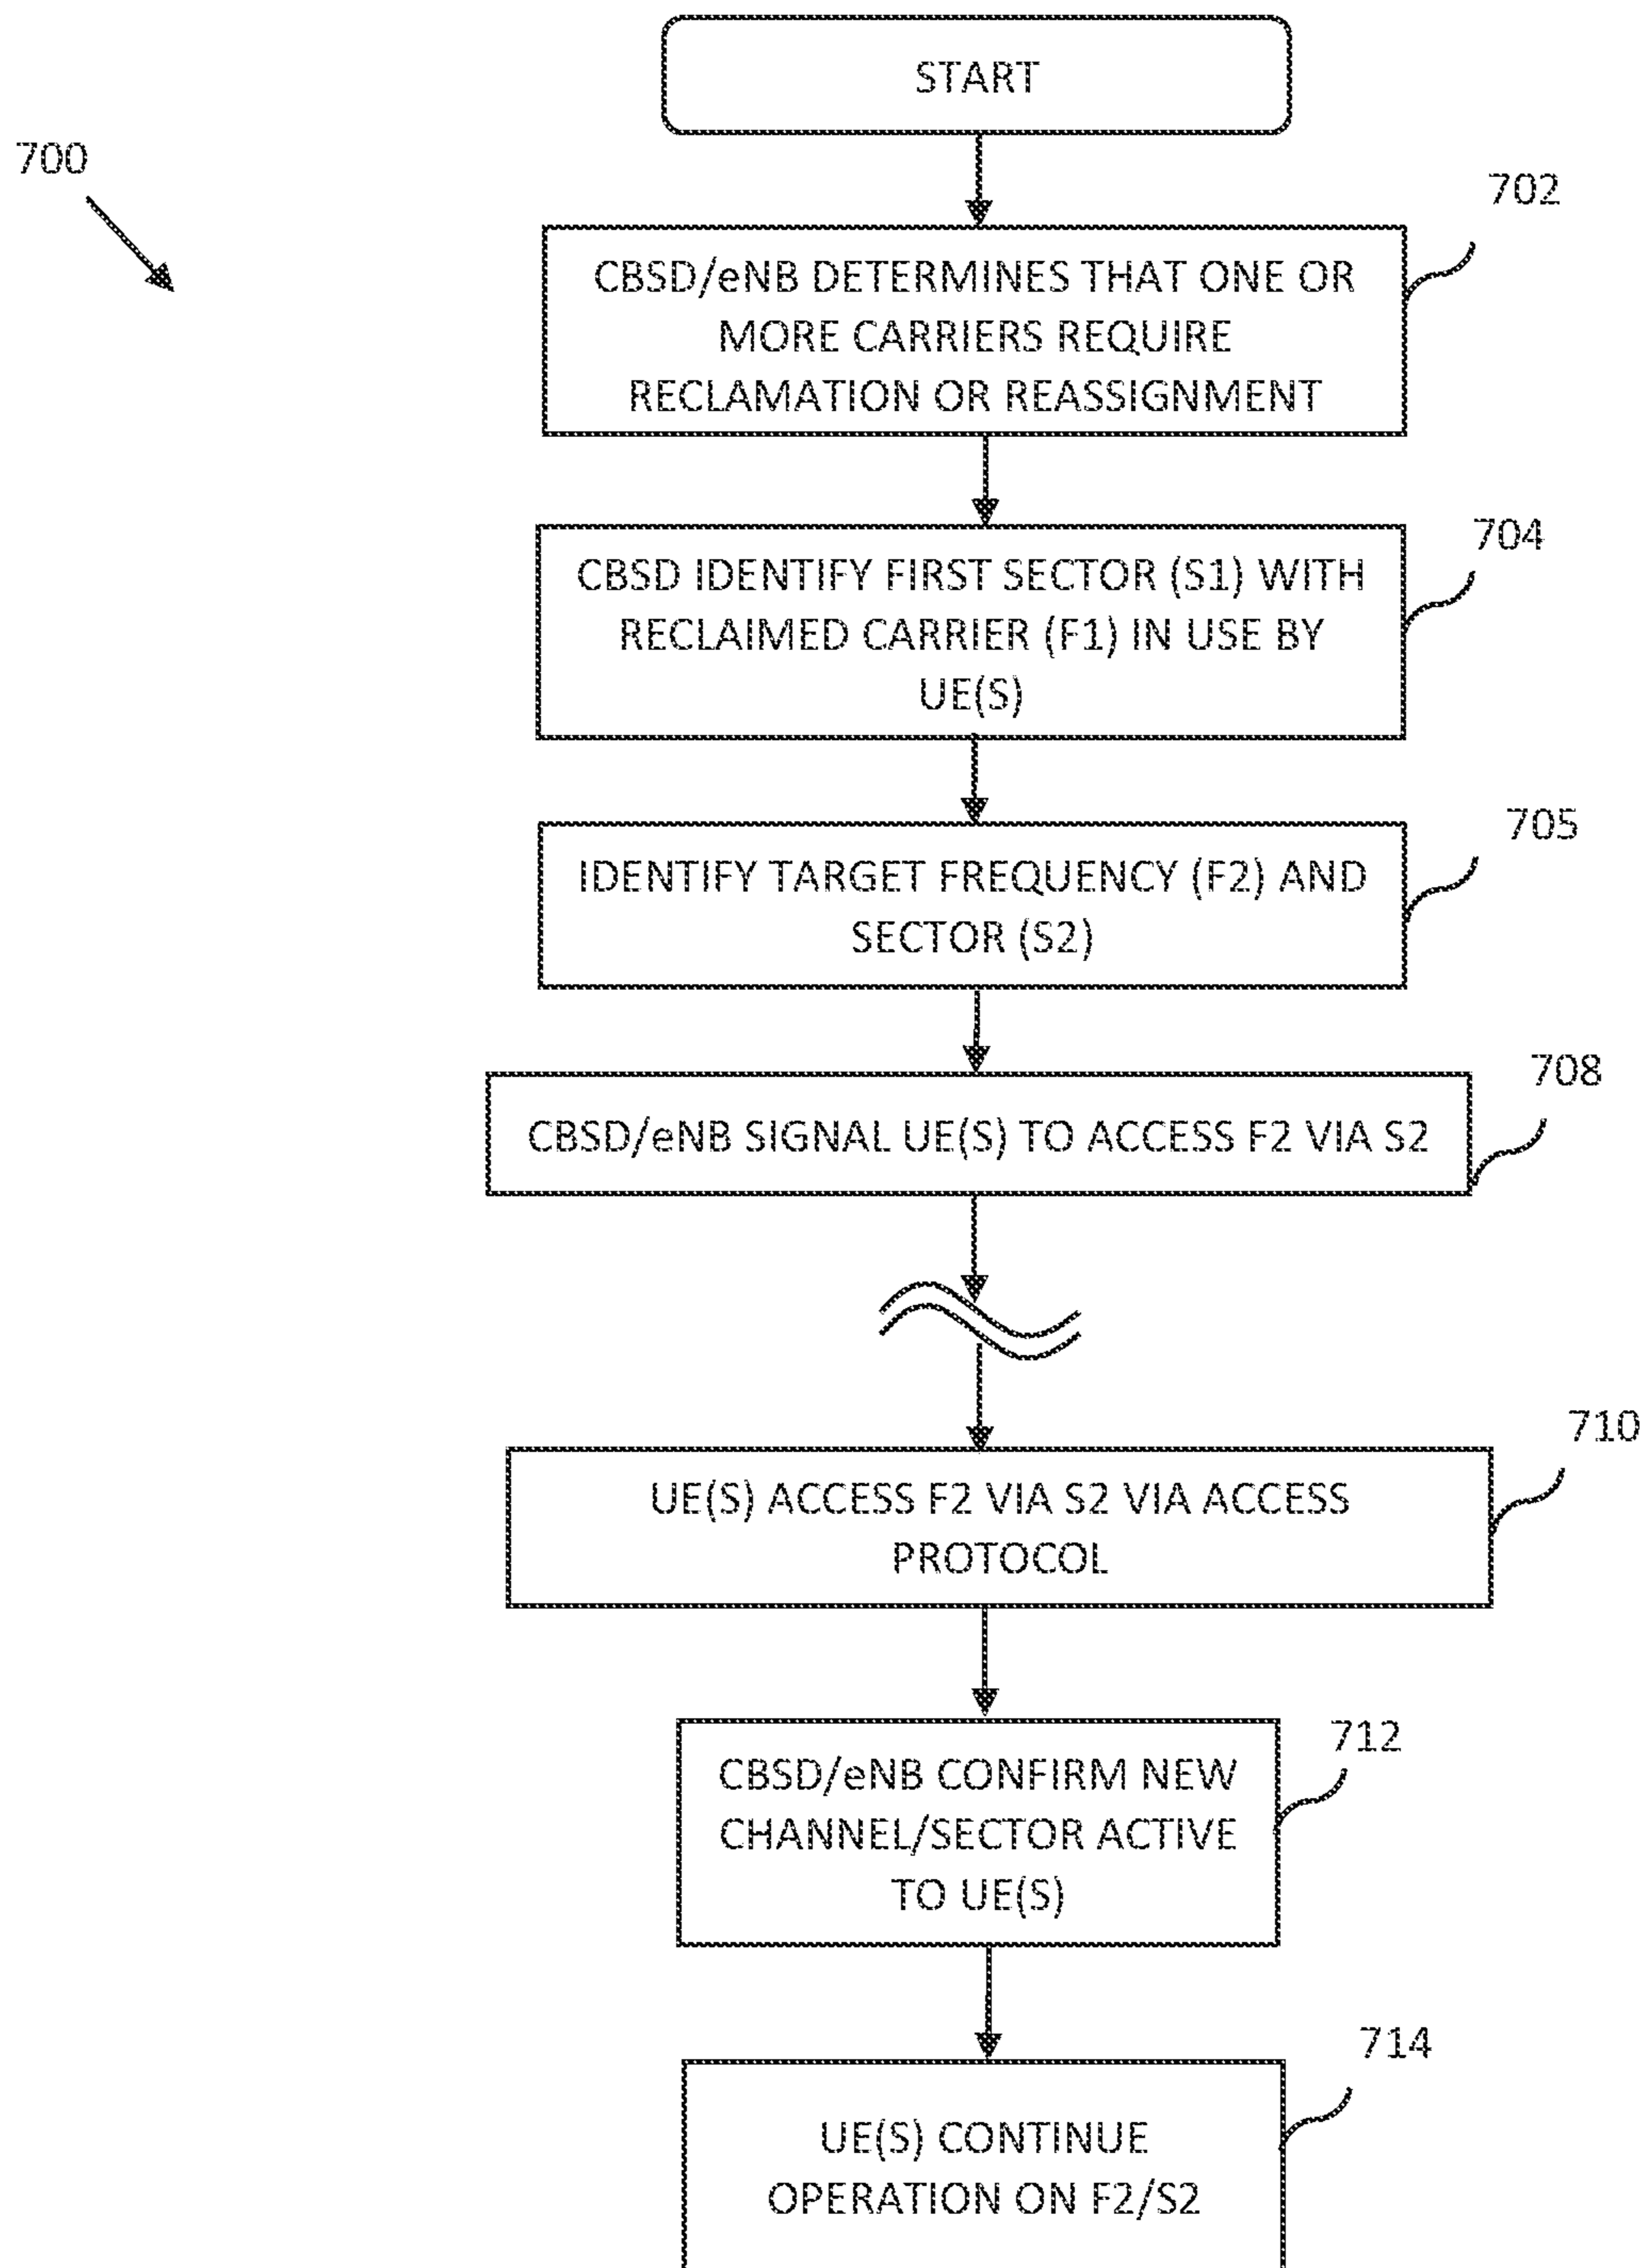 START
700
702
CBSD/eNB DETERMINES THAT ONE OR
MORE CARRIERS REQUIRE
RECLAMATION OR REASSIGNMENT
704
CBSD IDENTIFY FIRST SECTOR (S1) WITH
RECLAIMED CARRIER (F1) IN USE BY
UE(S)
705
IDENTIFY TARGET FREQUENCY (F2) AND
SECTOR (S2)
708
CBSD/eNB SIGNAL UE(S) TO ACCESS F2 VIA S2
710
UE(S) ACCESS F2 VIA S2 VIA ACCESS
PROTOCOL
712
CBSD/eNB CONFIRM NEW
CHANNEL/SECTOR ACTIVE
TO UE(S)
714
UE(S) CONTINUE
OPERATION ON F2/S2